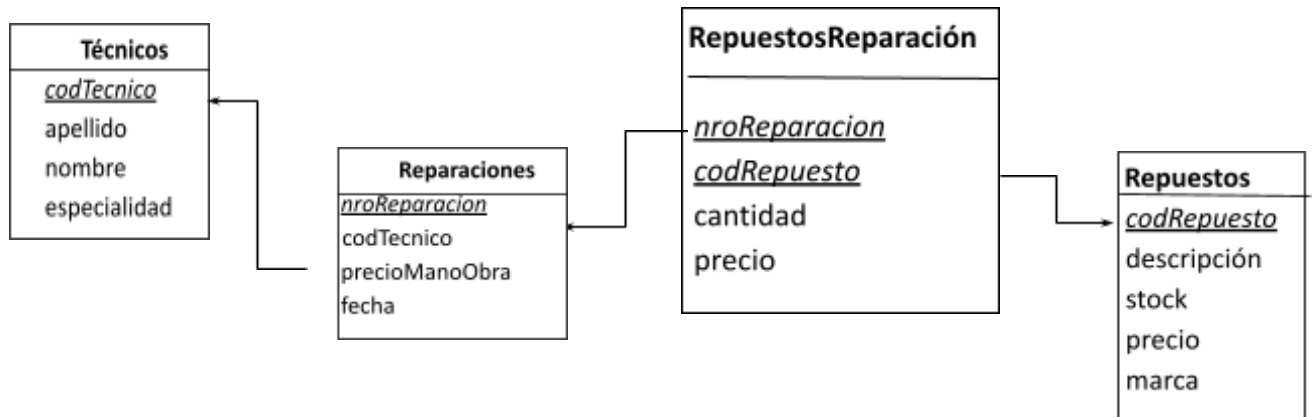 Técnicos
codTecnico
apellido
nombre
especialidad
Reparaciones
nroReparacion
codTecnico
precioManoObra
fecha
RepuestosReparación
nroReparacion
codRepuesto
cantidad
precio
Repuestos
codRepuesto
descripción
stock
precio
marca